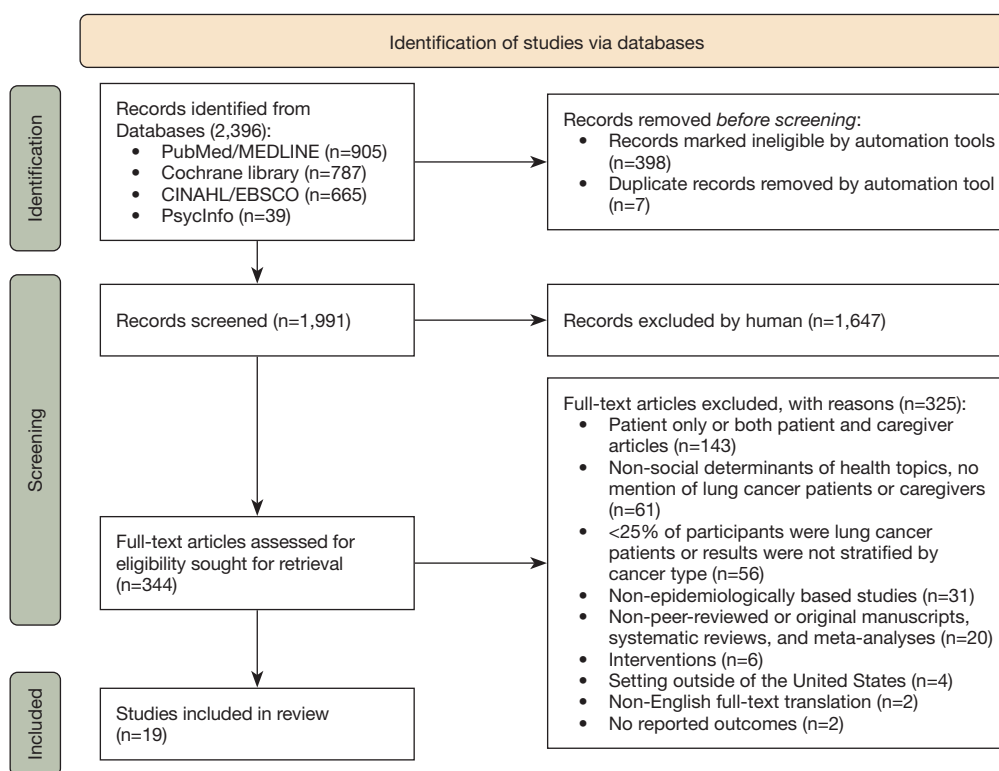 Identification of studies via databases
Identification
Records identified from
Databases (2,396):
• PubMed/MEDLINE (n=905)
• Cochrane library (n=787)
• CINAHL/EBSCO (n=665)
• PsycInfo (n=39)
Records removed before screening:
• Records marked ineligible by automation tools
(n=398)
• Duplicate records removed by automation tool
(n=7)
Screening
Records screened (n=1,991)
Records excluded by human (n=1,647)
Full-text articles assessed for
eligibility sought for retrieval
(n=344)
Full-text articles excluded, with reasons (n=325):
• Patient only or both patient and caregiver
articles (n=143)
• Non-social determinants of health topics, no
mention of lung cancer patients or caregivers
(n=61)
• <25% of participants were lung cancer
patients or results were not stratified by
cancer type (n=56)
• Non-epidemiologically based studies (n=31)
• Non-peer-reviewed or original manuscripts,
systematic reviews, and meta-analyses (n=20)
• Interventions (n=6)
• Setting outside of the United States (n=4)
• Non-English full-text translation (n=2)
• No reported outcomes (n=2)
Included
Studies included in review
(n=19)